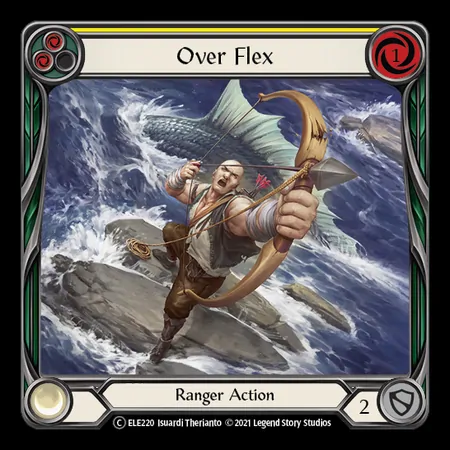 Over Flex
1
Ranger Action
2
C ELE220 Isuardi Therianto © 2021 Legend Story Studios